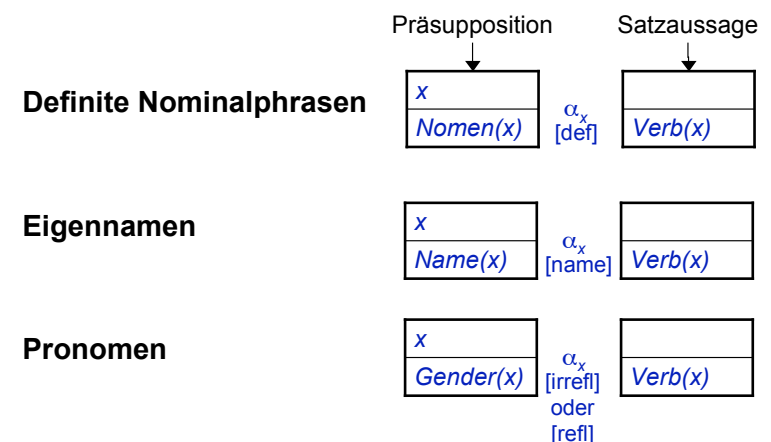 Präsupposition Satzaussage
Definite Nominalphrasen
x
Nomen(x)
αx
[def]
Verb(x)
Eigennamen
x
Name(x)
αx
[name]
Verb(x)
Pronomen
x
Gender(x)
αx
[irrefl]
oder
[refl]
Verb(x)